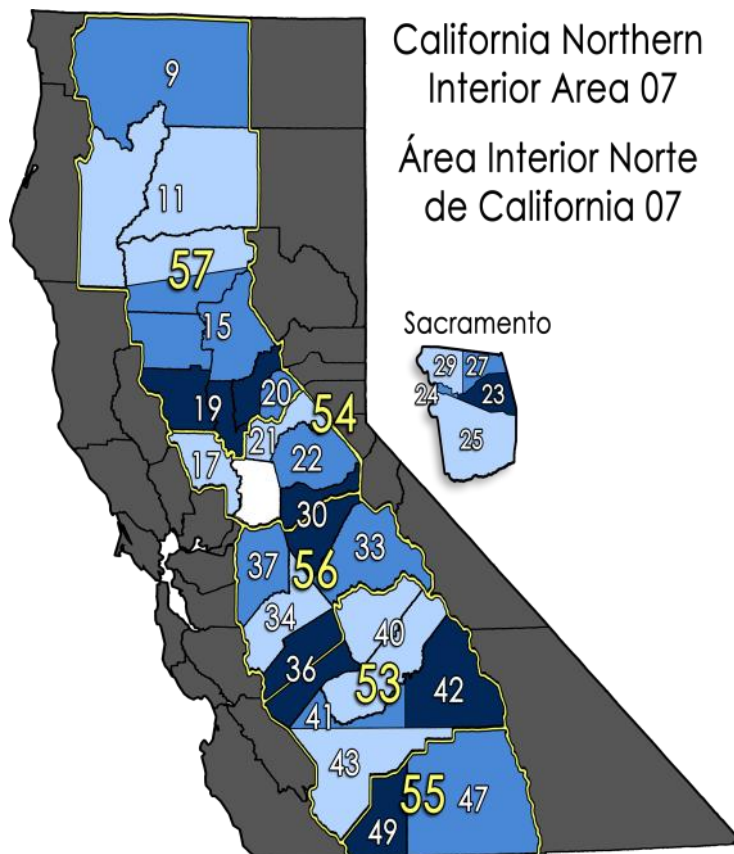 California Northern
Interior Area 07
Área Interior Norte
de California 07
9
11
57
15
Sacramento
29 27
24 23
25
19 20 54
21
17 22
30
37 56 33
34
40
36 53
42
41
43
55 47
49